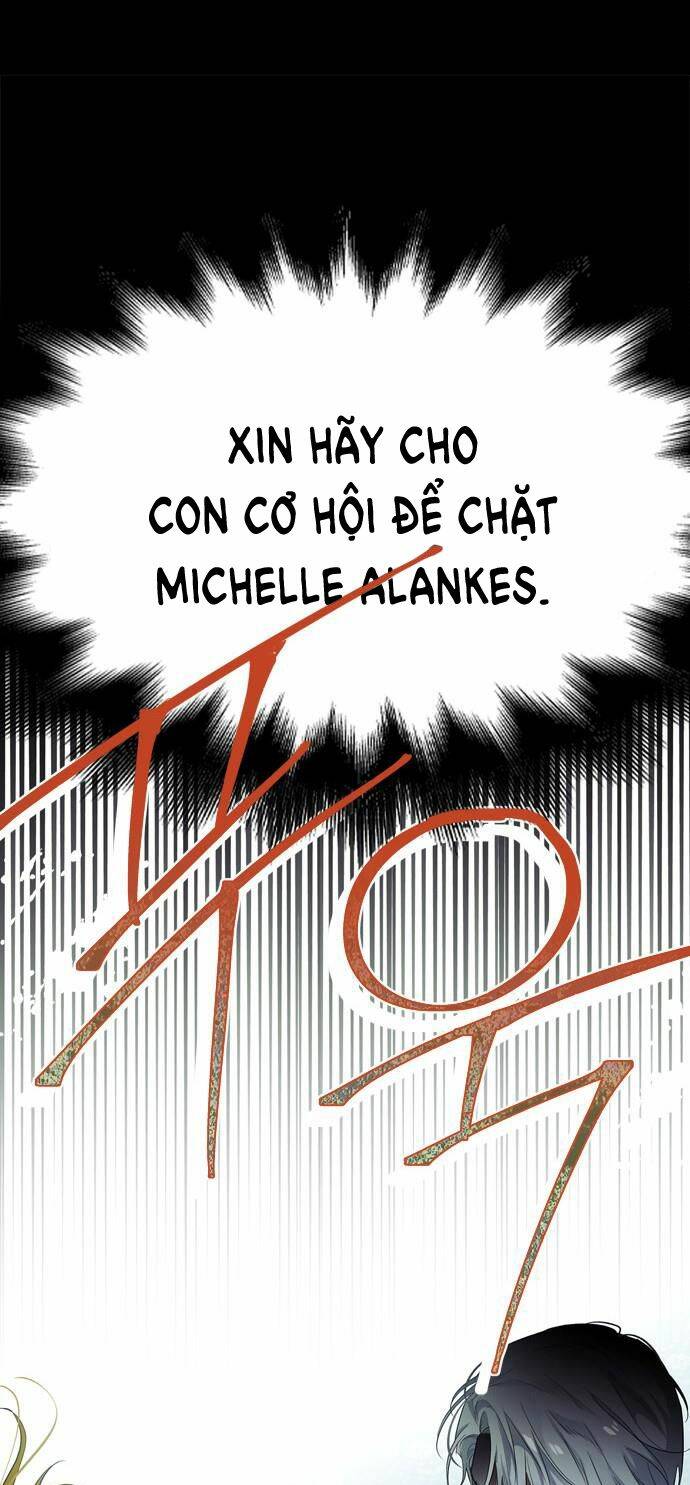 XIN HÃY CHO
CON CƠ HỘI ĐỂ CHẶT
MICHELLE ALANKES.